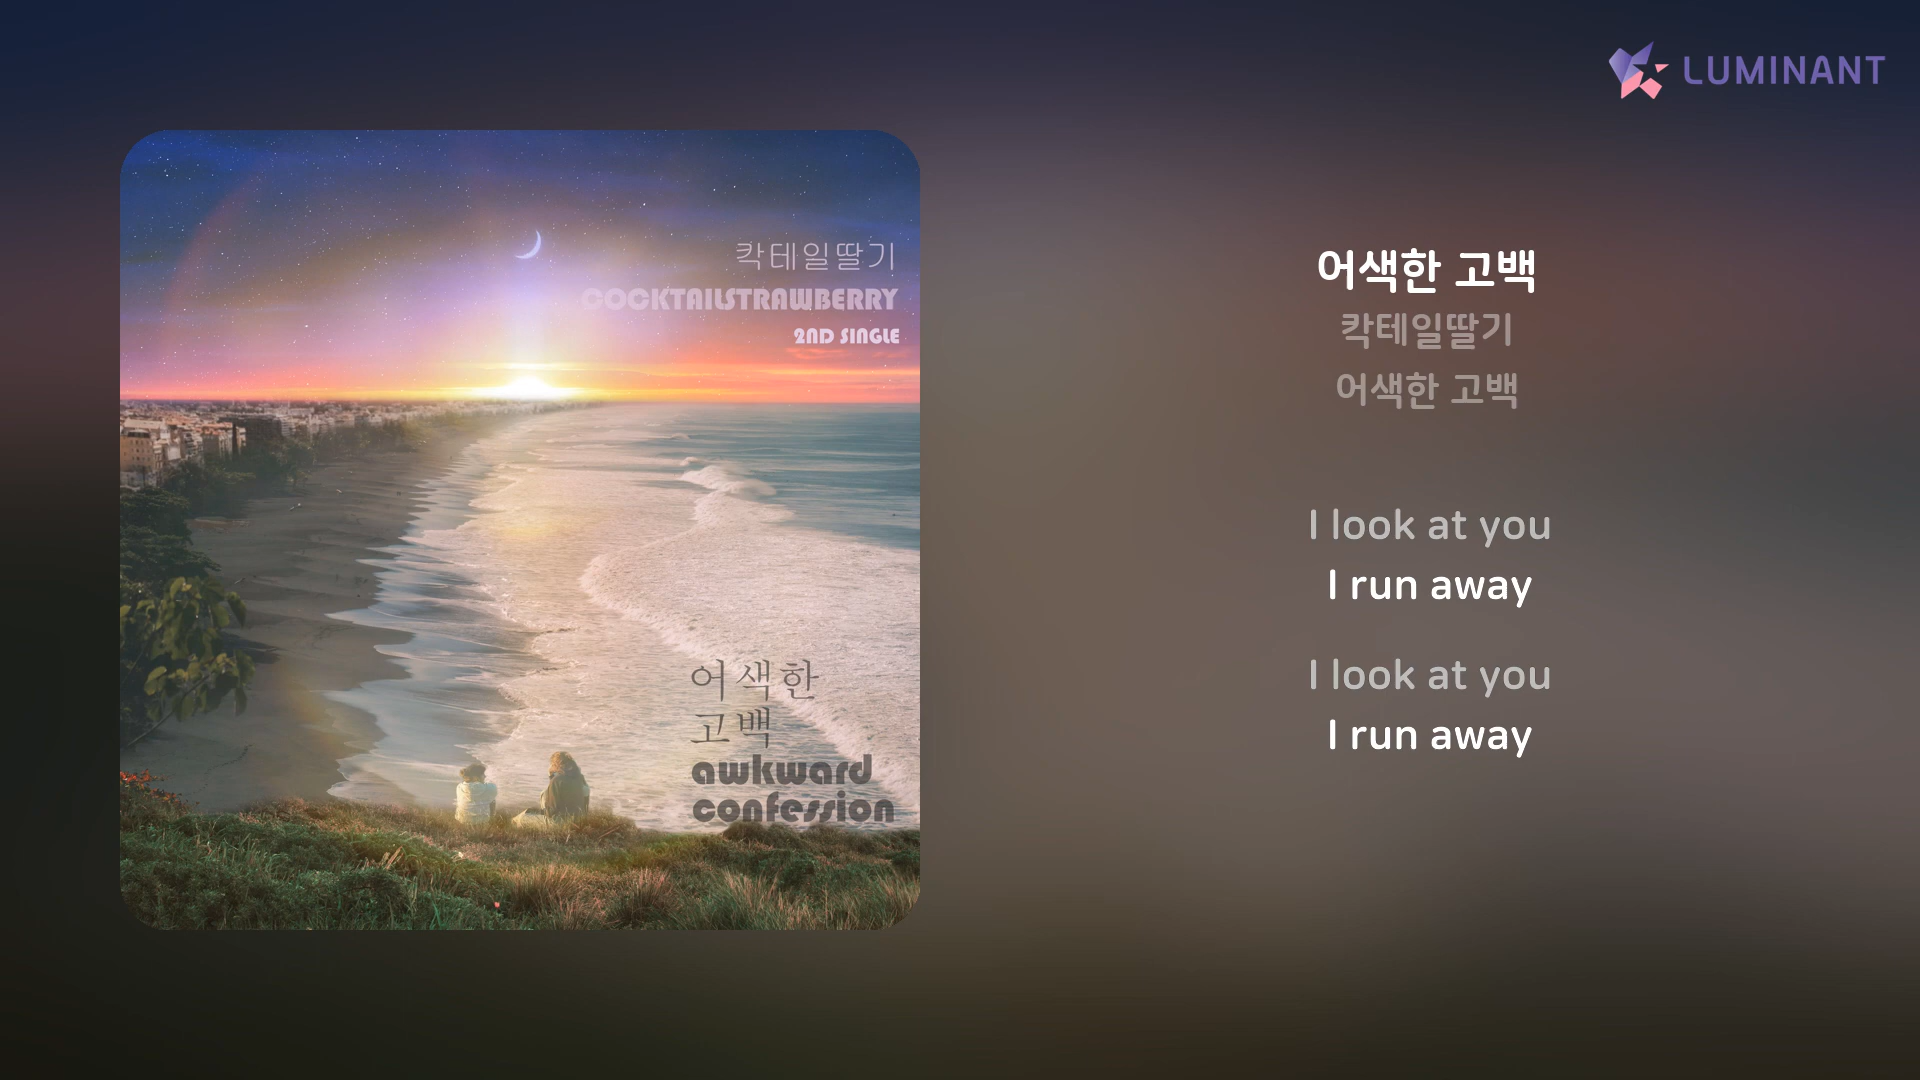 LUMINANT
칵테일딸기
COCKTAILSTRAWBERRY
2ND SINGLE
어색한
고백
awkward
confession
어색한 고백
칵테일딸기
어색한 고백
I look at you
I run away
I look at you
I run away